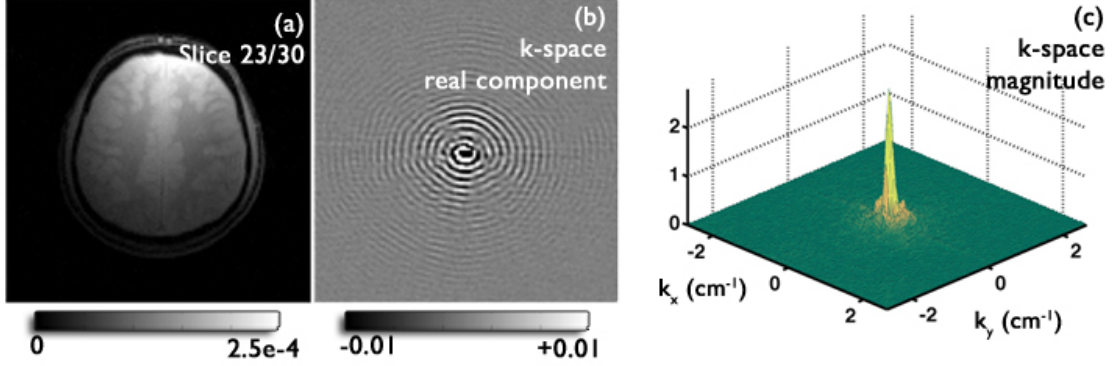 (a)
Slice 23/30
0
2.5e-4
(b)
k-space
real component
-0.01
+0.01
(c)
k-space
magnitude
2
1
0
-2
0
2
kx (cm-1)
-2
0
2
ky (cm-1)